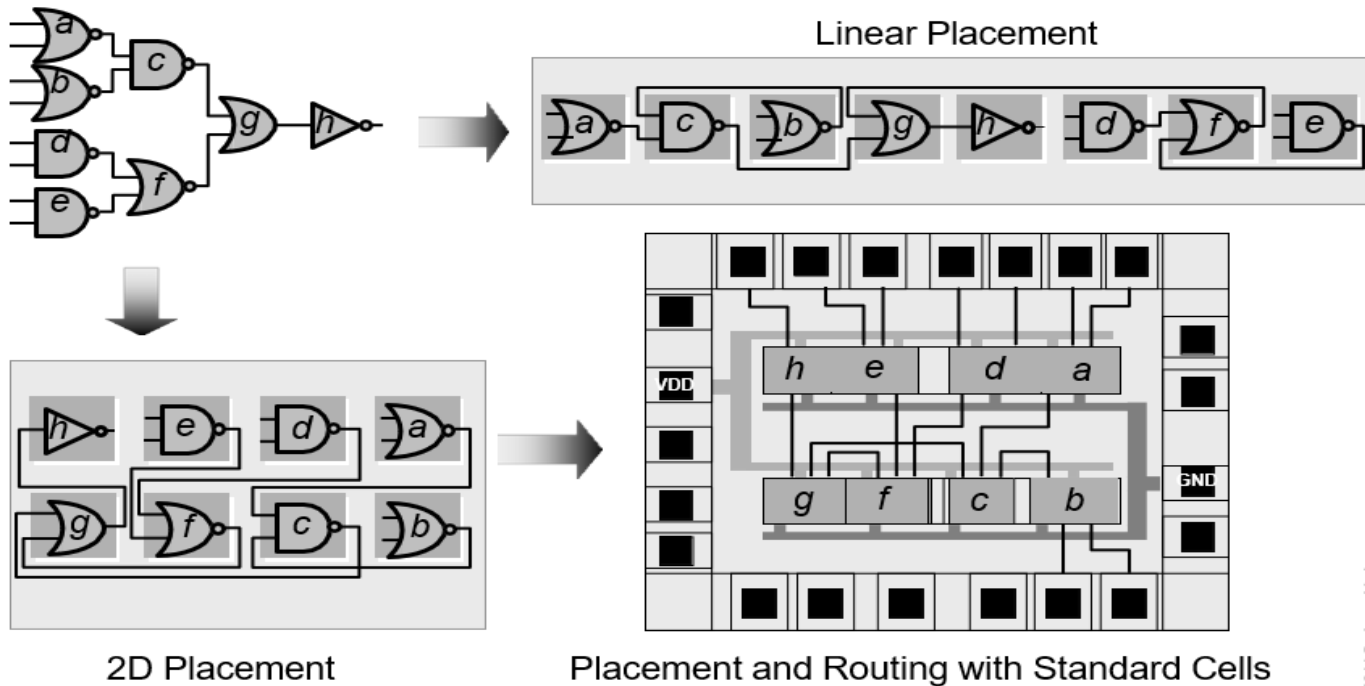 a
b
c
d
e
f
g
h
Linear Placement
a c b g h d f e
h e d a
g f c b
2D Placement
VDD
h e d a
g f c b
GND
Placement and Routing with Standard Cells